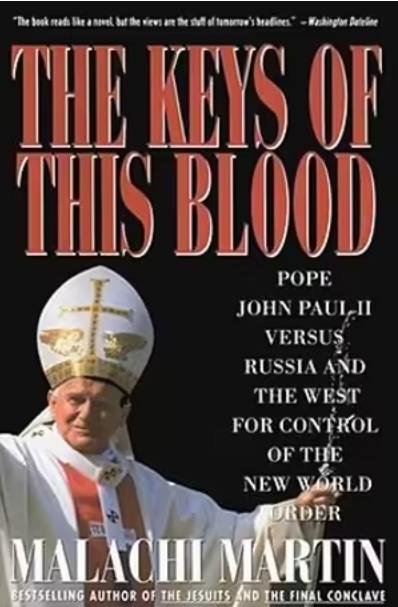 "The book reads like a novel, but the views are the stuff of tomorrow's headlines." – Washington Dateline
THE KEYS OF
THIS BLOOD
POPE
JOHN PAUL II
VERSUS
RUSSIA AND
THE WEST
FOR CONTROL
OF THE
NEW WORLD
ORDER
MALACHI MARTIN
BESTSELLING AUTHOR OF THE JESUITS AND THE FINAL CONCLAVE